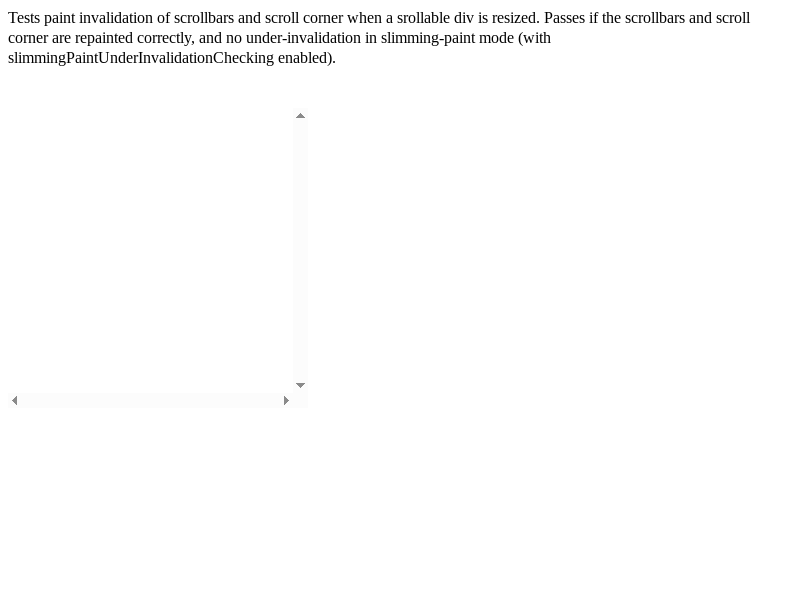 Tests paint invalidation of scrollbars and scroll corner when a srollable div is resized. Passes if the scrollbars and scroll
corner are repainted correctly, and no under-invalidation in slimming-paint mode (with
slimmingPaintUnderInvalidationChecking enabled).